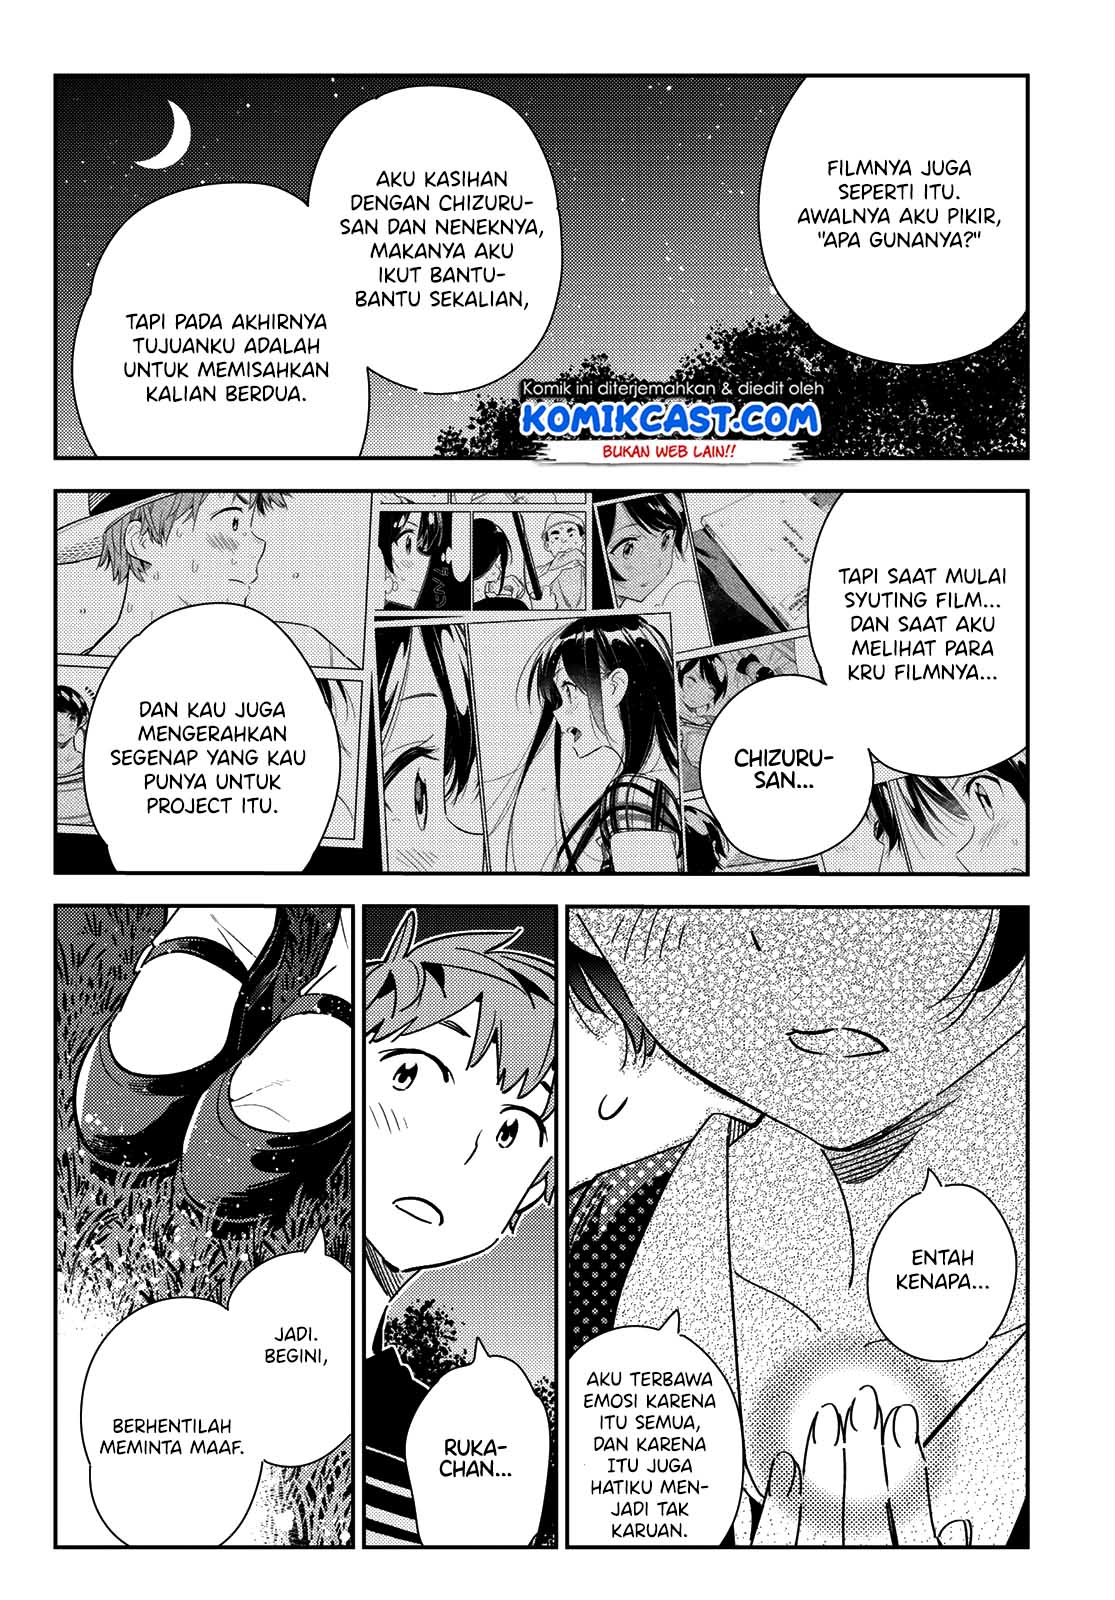 FILMNYA JUGA
SEPERTI ITU.
AWALNYA AKU PIKIR,
"APA GUNANYA?"
AKU KASIHAN
DENGAN CHIZURU-
SAN DAN NENEKNYA,
MAKANYA AKU
IKUT BANTU-
BANTU SEKALIAN,
TAPI PADA AKHIRNYA
TUJUANKU ADALAH
UNTUK MEMISAHKAN
KALIAN BERDUA.
Komik ini diterjemahkan & diedit oleh
KOMIKCAST.COM
BUKAN WEB LAIN!!
TAPI SAAT MULAI
SYUTING FILM...
DAN SAAT AKU
MELIHAT PARA
KRU FILMNYA...
CHIZURU-
SAN...
DAN KAU JUGA
MENGERAHKAN
SEGENAP YANG KAU
PUNYA UNTUK
PROJECT ITU.
ENTAH
KENAPA...
AKU TERBAWA
EMOSI KARENA
ITU SEMUA,
DAN KARENA
ITU JUGA
HATIKU MEN-
JADI TAK
KARUAN.
RUKA-
CHAN...
JADI.
BEGINI,
BERHENTILAH
MEMINTA MAAF.